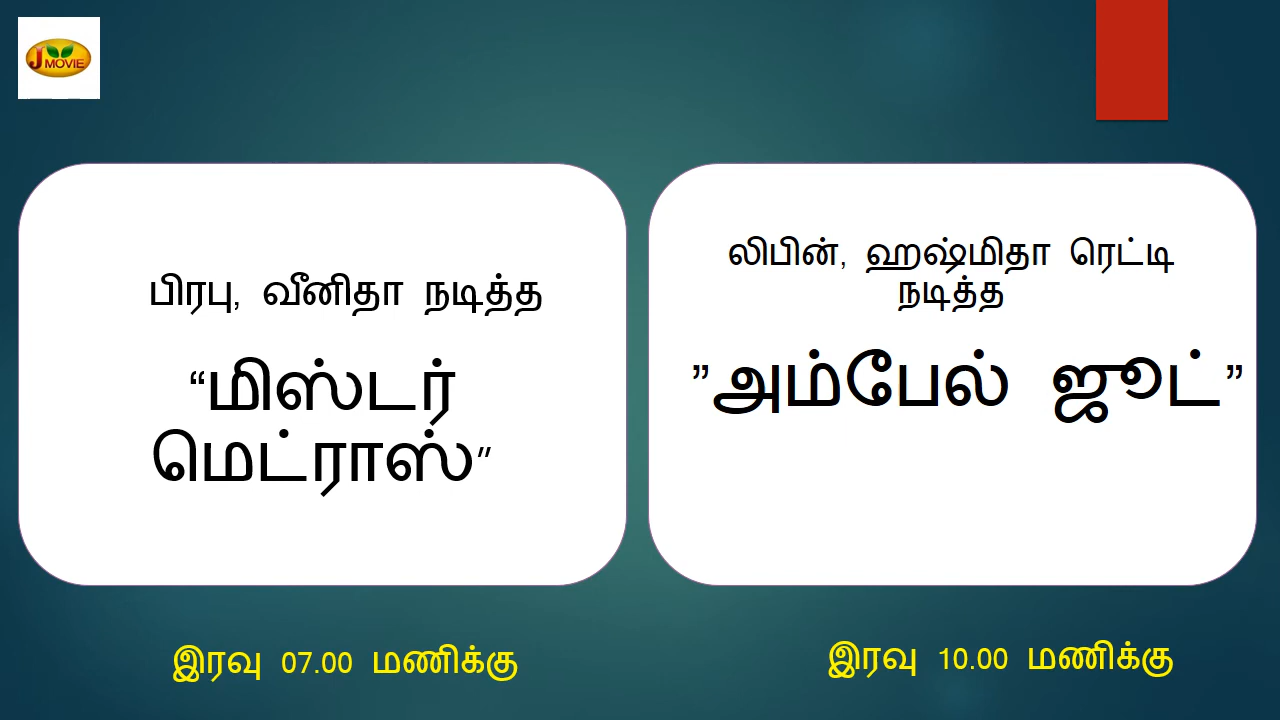 J MOVIE
பிரபு, வீனிதா நடித்த
“மிஸ்டர்
மெட்ராஸ்”
இரவு 07.00 மணிக்கு
லிபின், ஹஷ்மிதா ரெட்டி
நடித்த
”அம்பேல் ஜூட்”
இரவு 10.00 மணிக்கு